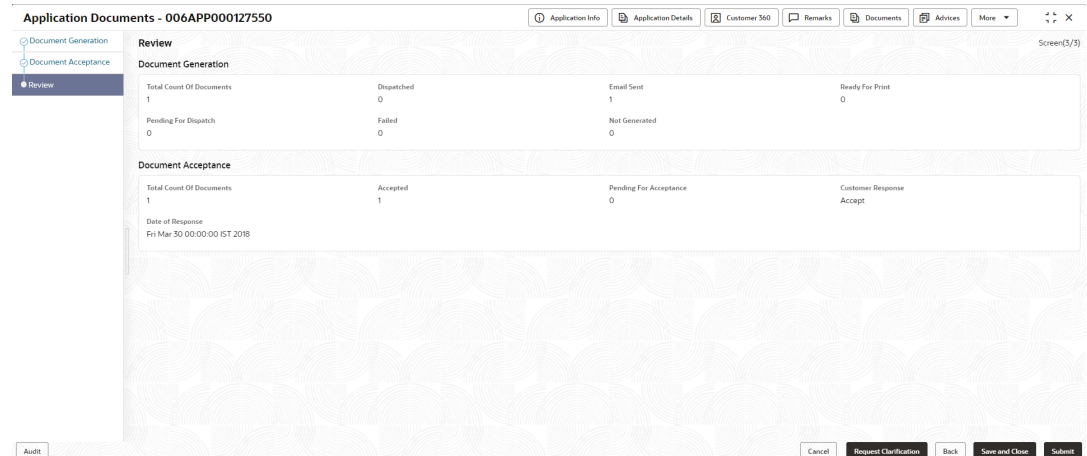 Application Documents - 006APP000127550
Application Info
Application Details
Customer 360
Remarks
Documents
Advices
More
Document Generation
Document Acceptance
Review
Review
Screen(3/3)
Document Generation
Total Count Of Documents Dispatched Email Sent Ready For Print
1 0 1 0
Pending For Dispatch Failed Not Generated
0 0 0
Document Acceptance
Total Count Of Documents Accepted Pending For Acceptance Customer Response
1 1 0 Accept
Date of Response
Fri Mar 30 00:00:00 IST 2018
Audit
Cancel
Request Clarification
Back
Save and Close
Submit